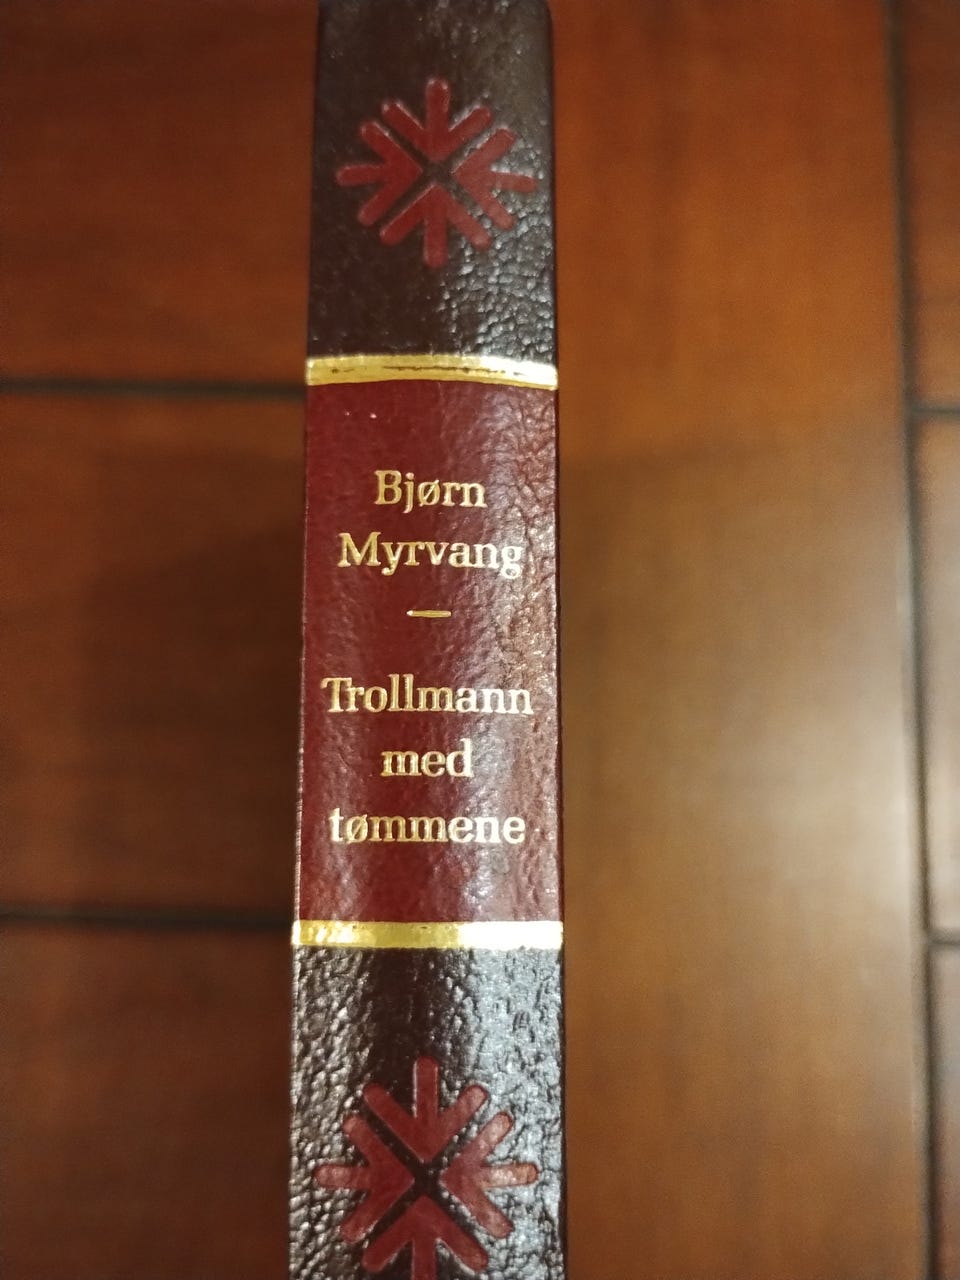 Bjørn
Myrvang
—
Trollmann
med
tømmene